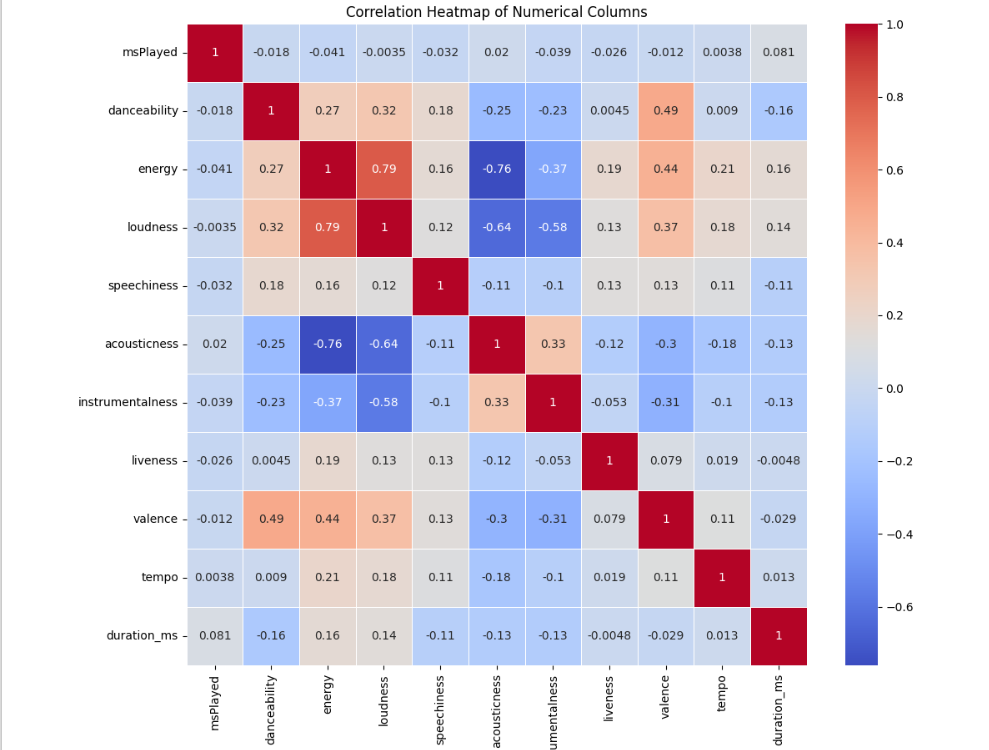 Correlation Heatmap of Numerical Columns
msPlayed 1 -0.018 -0.041 -0.0035 -0.032 0.02 -0.039 -0.026 -0.012 0.0038 0.081
danceability -0.018 1 0.27 0.32 0.18 -0.25 -0.23 0.0045 0.49 0.009 -0.16
energy -0.041 0.27 1 0.79 0.16 -0.76 -0.37 0.19 0.44 0.21 0.16
loudness -0.0035 0.32 0.79 1 0.12 -0.64 -0.58 0.13 0.37 0.18 0.14
speechiness -0.032 0.18 0.16 0.12 1 -0.11 -0.1 0.13 0.13 0.11 -0.11
acousticness 0.02 -0.25 -0.76 -0.64 -0.11 1 0.33 -0.12 -0.3 -0.18 -0.13
instrumentalness -0.039 -0.23 -0.37 -0.58 -0.1 0.33 1 -0.053 -0.31 -0.1 -0.13
liveness -0.026 0.0045 0.19 0.13 0.13 -0.12 -0.053 1 0.079 0.019 -0.0048
valence -0.012 0.49 0.44 0.37 0.13 -0.3 -0.31 0.079 1 0.11 -0.029
tempo 0.0038 0.009 0.21 0.18 0.11 -0.18 -0.1 0.019 0.11 1 0.013
duration_ms 0.081 -0.16 0.16 0.14 -0.11 -0.13 -0.13 -0.0048 -0.029 0.013 1
msPlayed
danceability
energy
loudness
speechiness
acousticness
umentalness
liveness
valence
tempo
duration_ms
1.0
0.8
0.6
0.4
0.2
0.0
−0.2
−0.4
−0.6